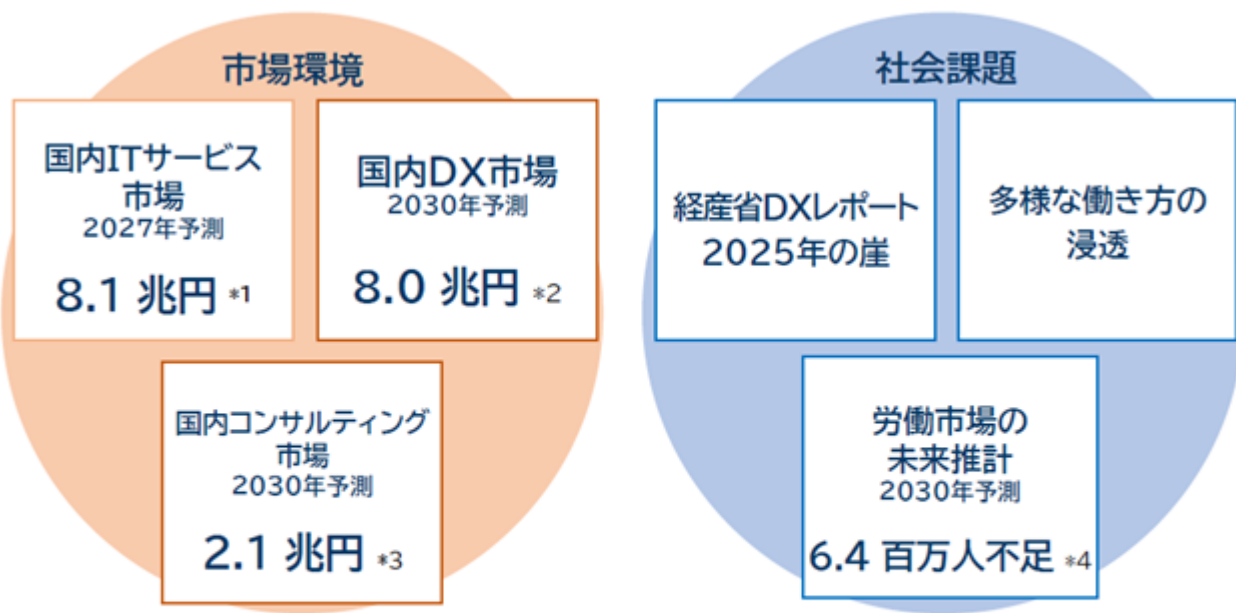 市場環境
国内ITサービス
市場
2027年予測
8.1 兆円 *1
国内DX市場
2030年予測
8.0 兆円 *2
国内コンサルティング
市場
2030年予測
2.1 兆円 *3
社会課題
経産省DXレポート
2025年の崖
多様な働き方の
浸透
労働市場の
未来推計
2030年予測
6.4 百万人不足 *4